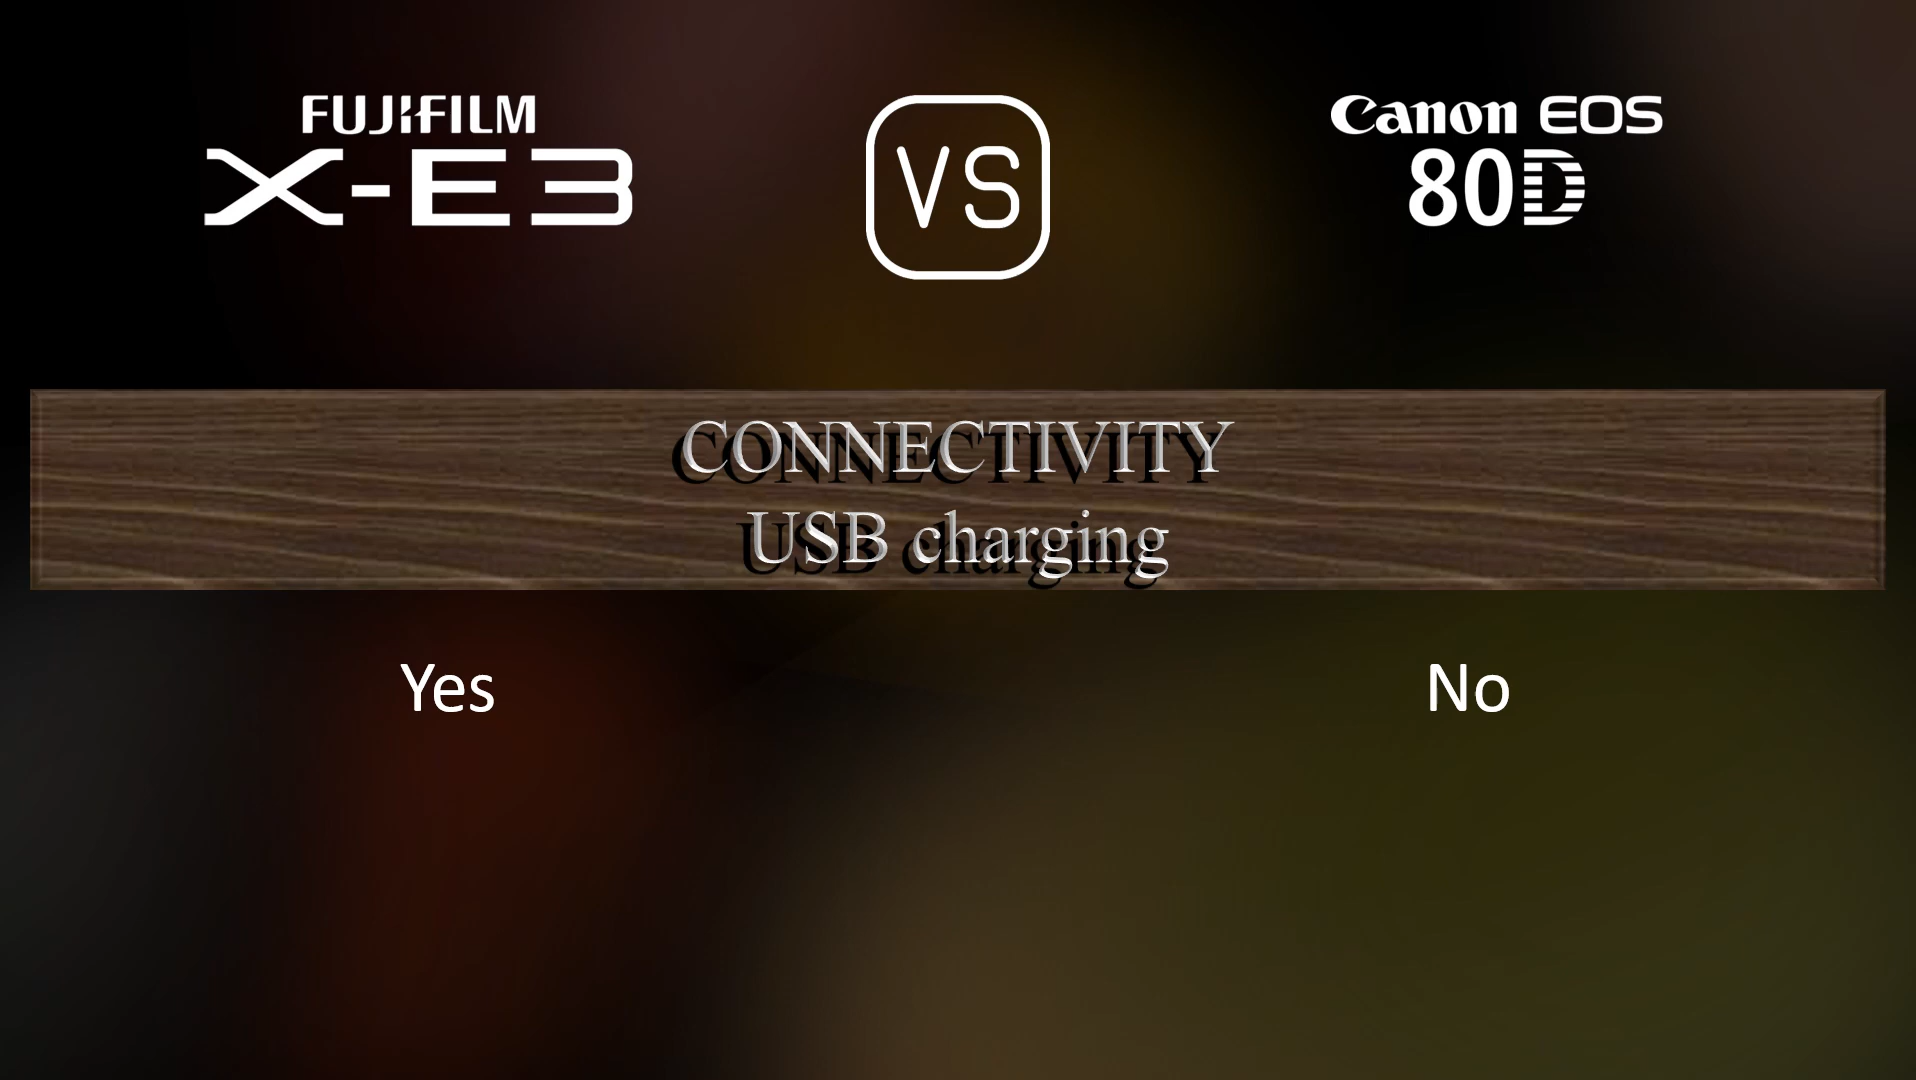 FUJIFILM
X-E3
VS
Canon EOS
80D
CONNECTIVITY
USB charging
Yes
No